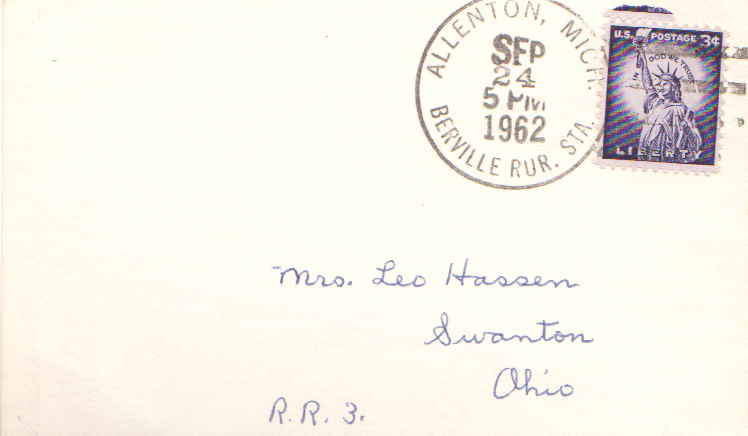 ALLENTON, MICH.
SEP
24
5 PM
1962
BERVILLE RUR. STA.
U.S. POSTAGE 3¢
IN GOD WE TRUST
LIBERTY
Mrs. Leo Hassen
Swanton
Ohio
R.R. 3.